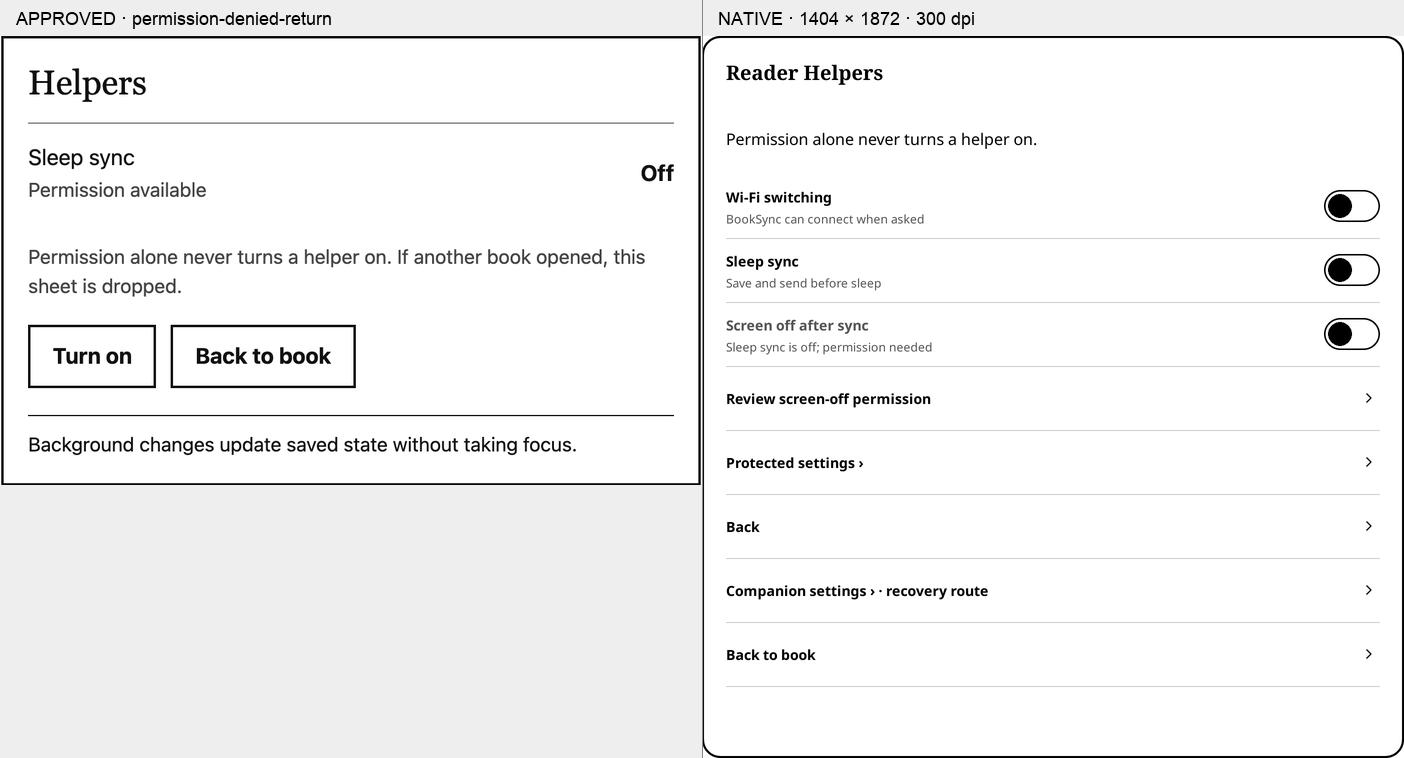 APPROVED · permission-denied-return
Helpers
Sleep sync
Permission available
Off
Permission alone never turns a helper on. If another book opened, this
sheet is dropped.
Turn on
Back to book
Background changes update saved state without taking focus.
NATIVE · 1404 × 1872 · 300 dpi
Reader Helpers
Permission alone never turns a helper on.
Wi-Fi switching
BookSync can connect when asked
Sleep sync
Save and send before sleep
Screen off after sync
Sleep sync is off; permission needed
Review screen-off permission
Protected settings ›
Back
Companion settings › · recovery route
Back to book